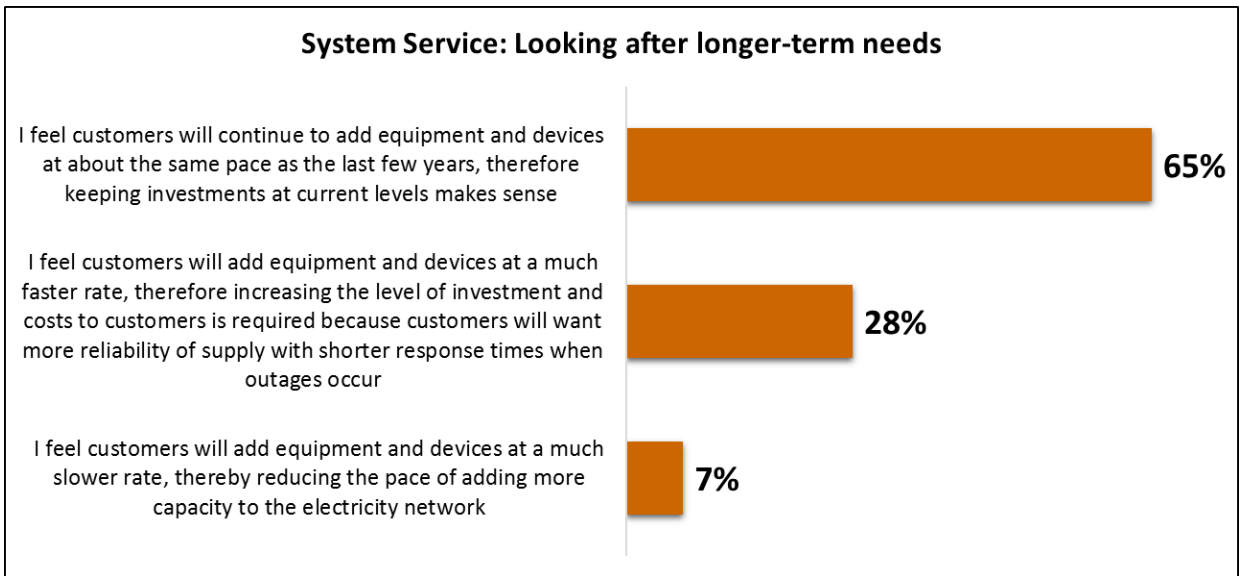 System Service: Looking after longer-term needs
I feel customers will continue to add equipment and devices
at about the same pace as the last few years, therefore
keeping investments at current levels makes sense
65%
I feel customers will add equipment and devices at a much
faster rate, therefore increasing the level of investment and
costs to customers is required because customers will want
more reliability of supply with shorter response times when
outages occur
28%
I feel customers will add equipment and devices at a much
slower rate, thereby reducing the pace of adding more
capacity to the electricity network
7%